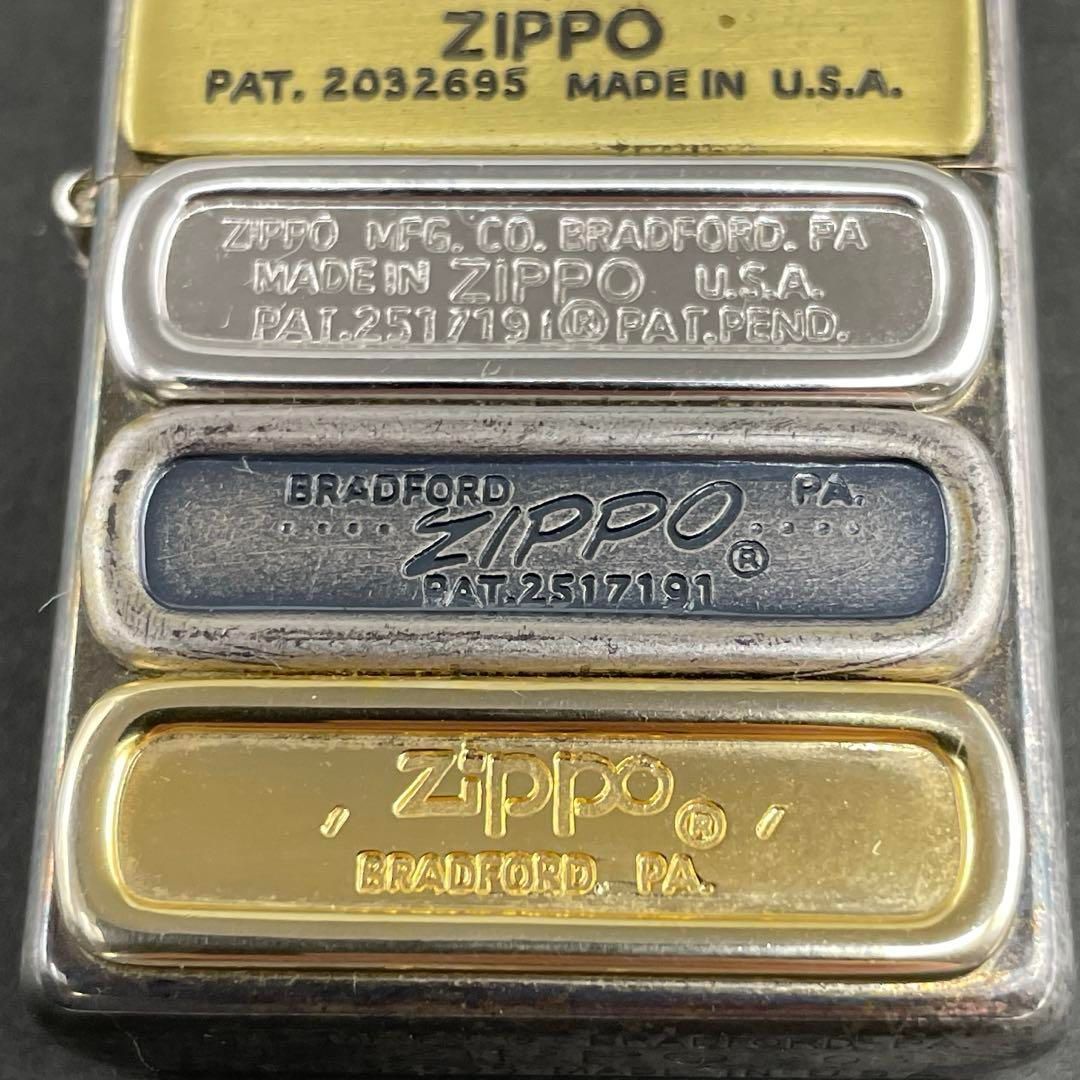 ZIPPO
PAT. 2032695 MADE IN U.S.A.
ZIPPO MFG. CO. BRADFORD. PA
MADE IN ZIPPO U.S.A.
PAT.2517191 ® PAT.PEND.
BRADFORD PA.
ZIPPO ®
PAT.2517191
Zippo ®
BRADFORD. PA.